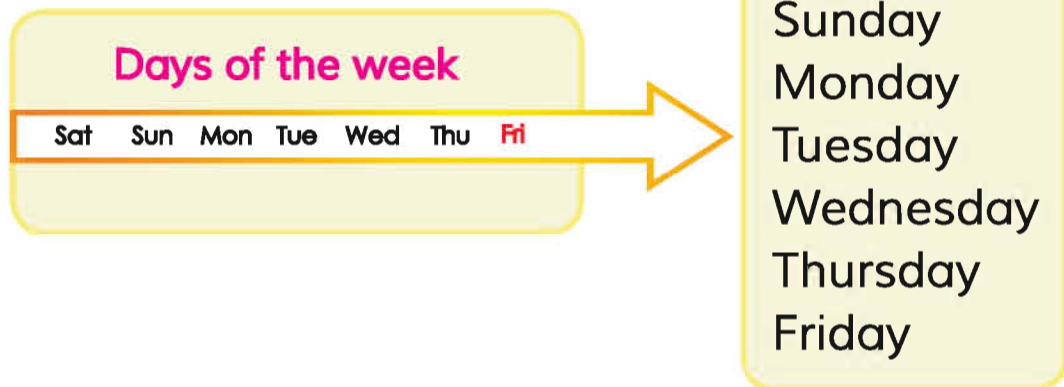 Days of the week
Sat Sun Mon Tue Wed Thu Fri
Sunday
Monday
Tuesday
Wednesday
Thursday
Friday